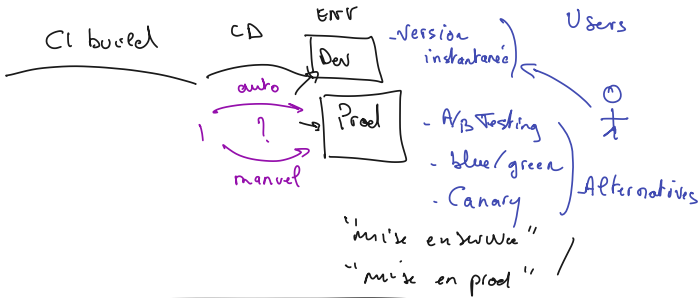 CI build
CD
ENV
Users
Dev
- Version
instantanée
auto
?
manuel
Prod
- A/B Testing
- blue/green
- Canary
Alternatives
"mise en service"
"mise en prod"